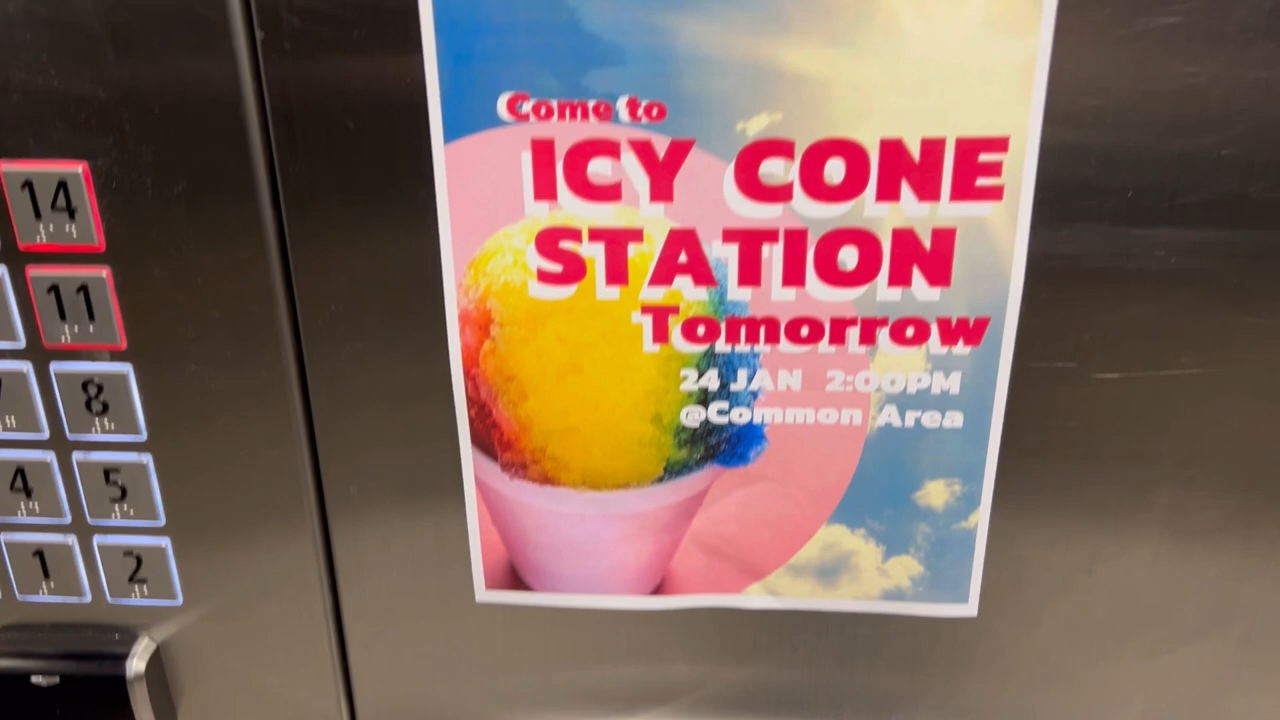 Come to
ICY CONE
STATION
Tomorrow
24 JAN 2:00PM
@Common Area
14
11
8
4
5
1
2